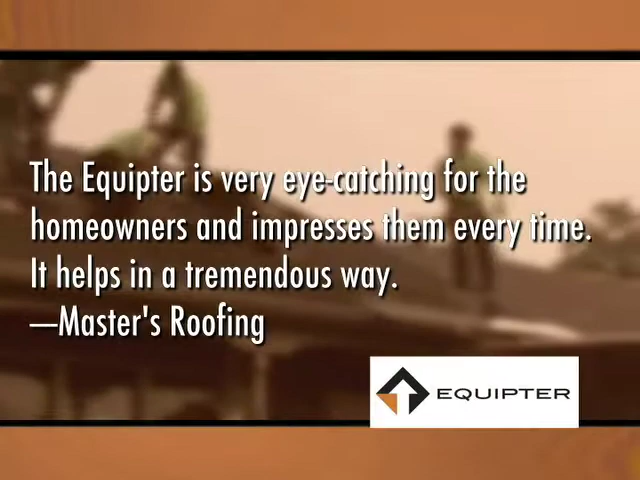 The Equipter is very eye-catching for the
homeowners and impresses them every time.
It helps in a tremendous way.
—Master's Roofing
EQUIPTER